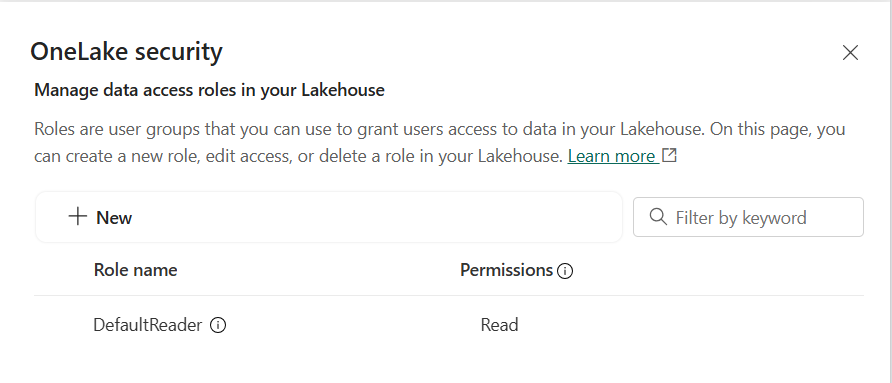 OneLake security
Manage data access roles in your Lakehouse
Roles are user groups that you can use to grant users access to data in your Lakehouse. On this page, you
can create a new role, edit access, or delete a role in your Lakehouse. Learn more
New
Filter by keyword
Role name Permissions
DefaultReader Read